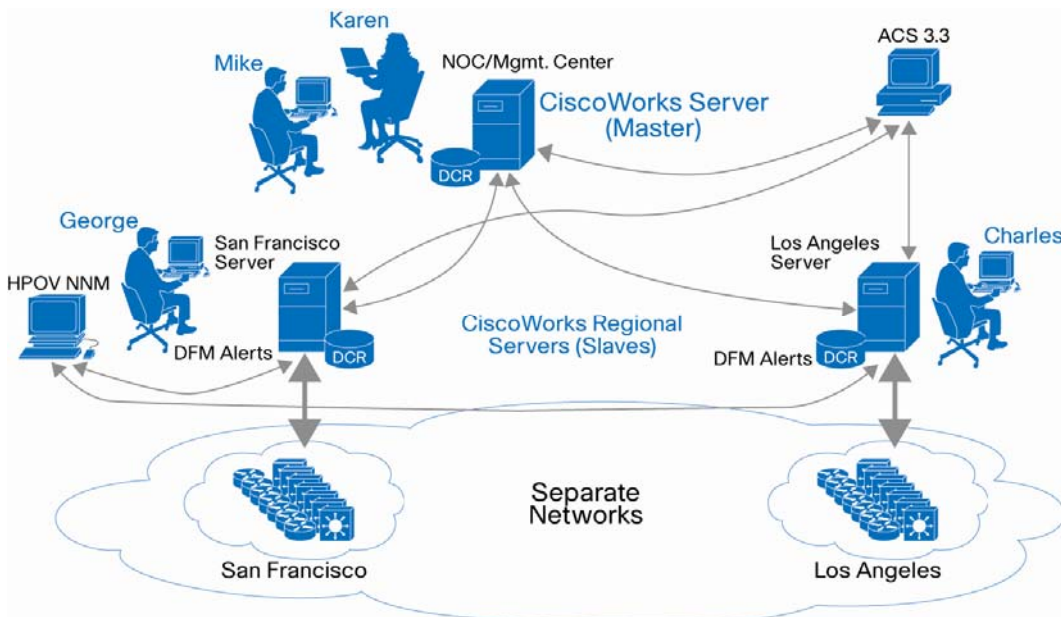 Karen
ACS 3.3
Mike
NOC/Mgmt. Center
CiscoWorks Server
(Master)
DCR
George
San Francisco
Server
Los Angeles
Server
Charles
HPOV NNM
CiscoWorks Regional
Servers (Slaves)
DFM Alerts
DCR
DFM Alerts
DCR
Separate
Networks
San Francisco
Los Angeles